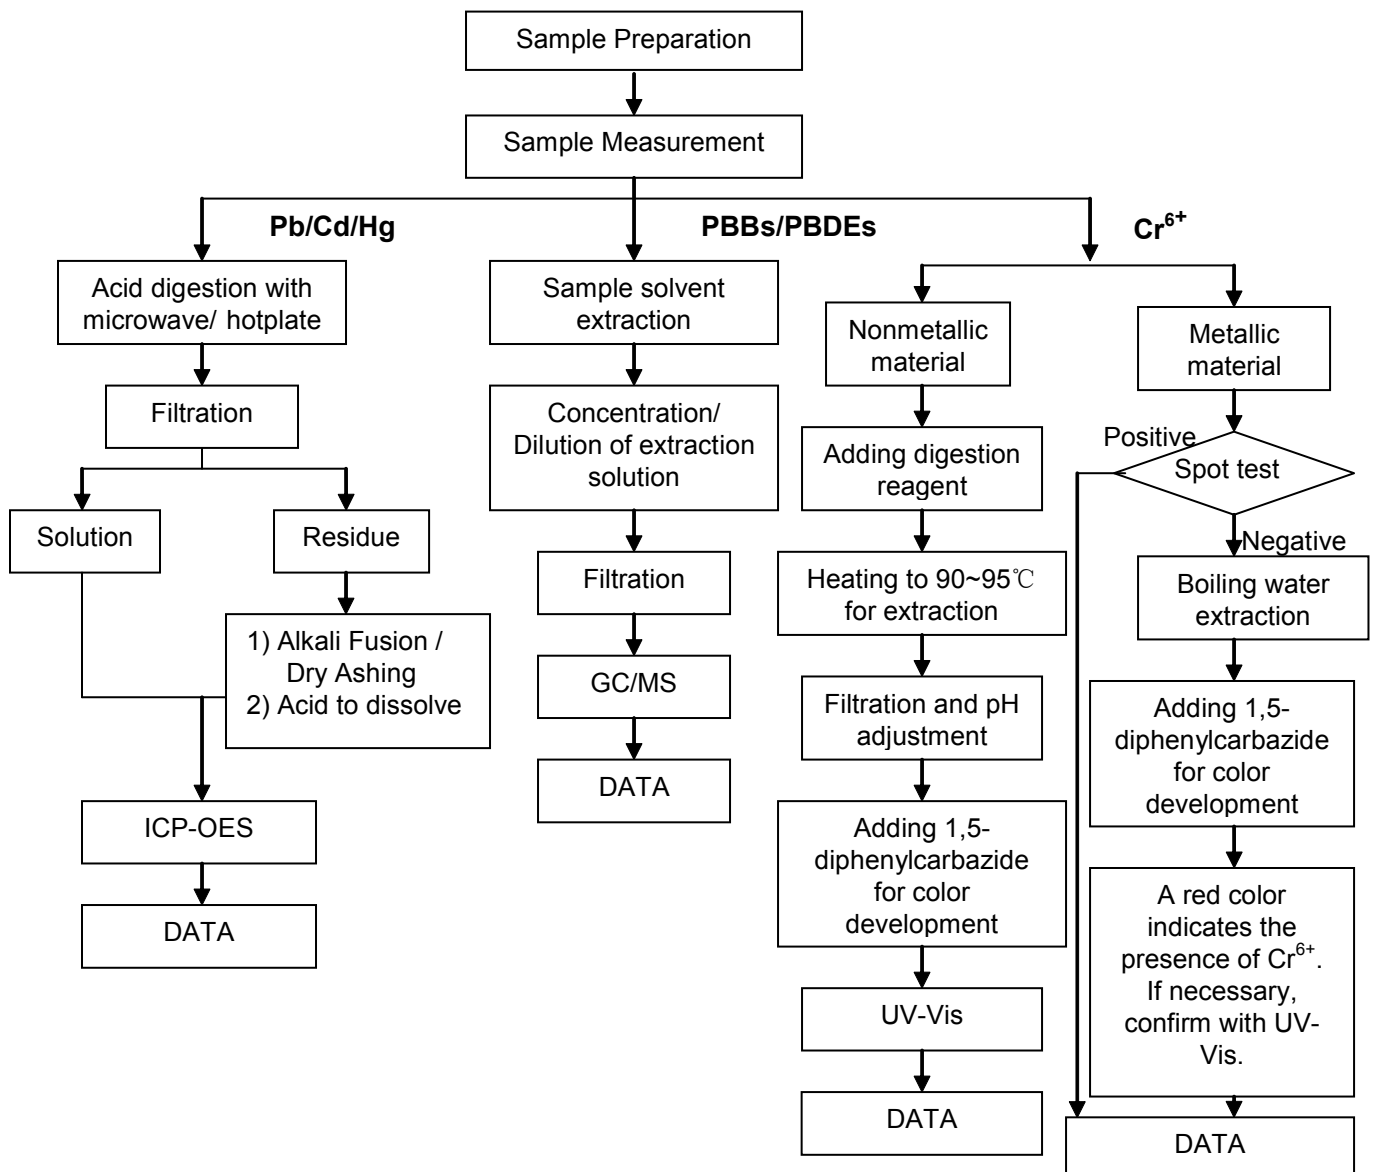 Sample Preparation
Sample Measurement
Pb/Cd/Hg
PBBs/PBDEs
Cr⁶⁺
Acid digestion with
microwave/ hotplate
Filtration
Solution
Residue
1) Alkali Fusion /
Dry Ashing
2) Acid to dissolve
ICP-OES
DATA
Sample solvent
extraction
Concentration/
Dilution of extraction
solution
Filtration
GC/MS
DATA
Nonmetallic
material
Adding digestion
reagent
Heating to 90~95℃
for extraction
Filtration and pH
adjustment
Adding 1,5-
diphenylcarbazide
for color
development
UV-Vis
DATA
Metallic
material
Positive
Spot test
Negative
Boiling water
extraction
Adding 1,5-
diphenylcarbazide
for color
development
A red color
indicates the
presence of Cr⁶⁺.
If necessary,
confirm with UV-
Vis.
DATA